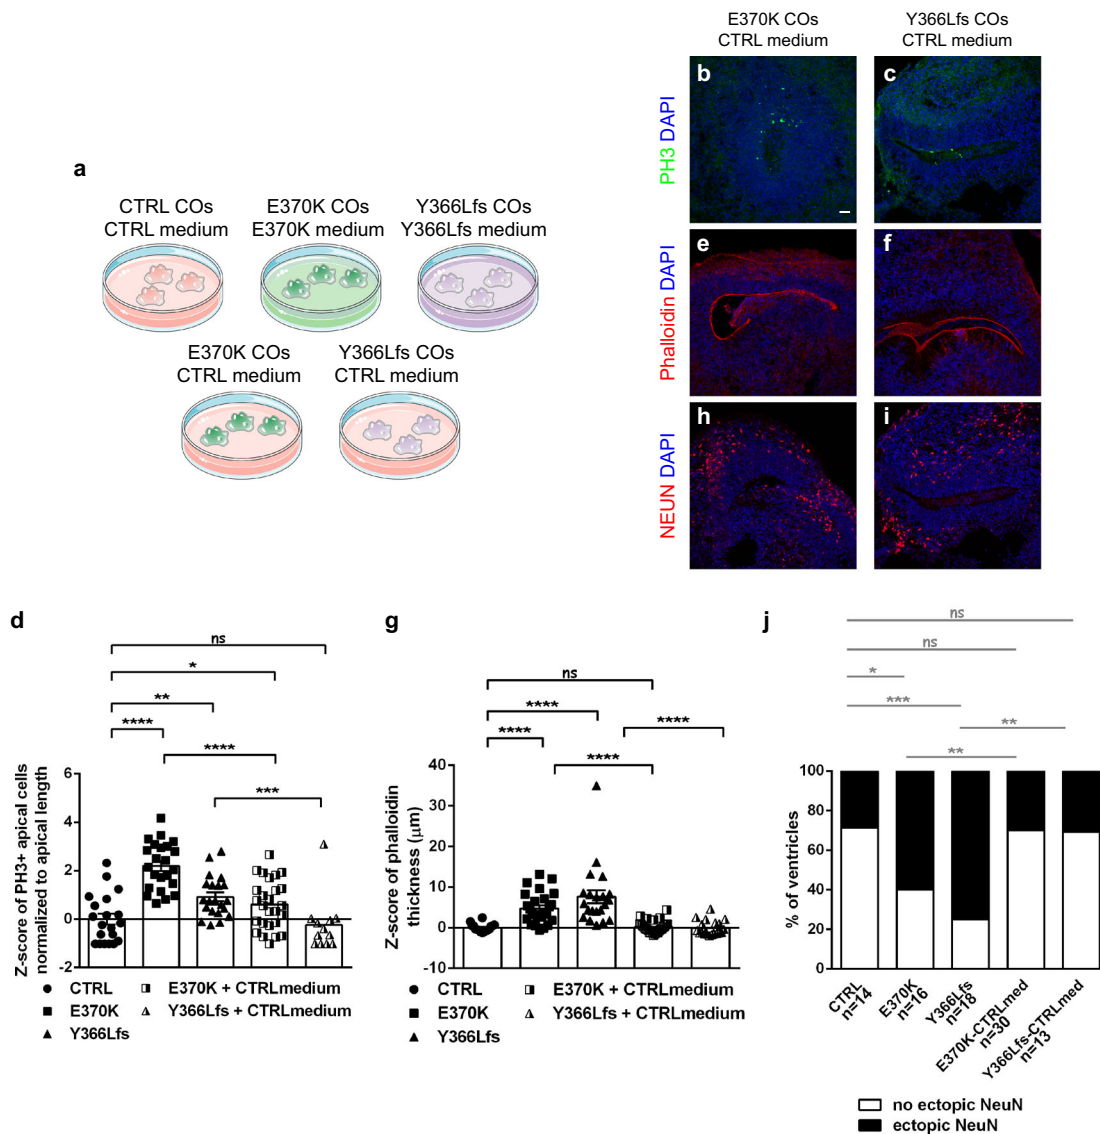 a
CTRL COs
CTRL medium
E370K COs
E370K medium
Y366Lfs COs
Y366Lfs medium
E370K COs
CTRL medium
Y366Lfs COs
CTRL medium
E370K COs
CTRL medium
Y366Lfs COs
CTRL medium
PH3 DAPI
b
c
Phalloidin DAPI
e
f
NEUN DAPI
h
i
d
ns
*
**
****
****
***
Z-score of PH3+ apical cells
normalized to apical length
6
4
2
0
-2
CTRL
E370K
Y366Lfs
E370K + CTRLmedium
Y366Lfs + CTRLmedium
g
ns
****
****
****
****
Z-score of phalloidin
thickness (μm)
40
30
20
10
0
-10
CTRL
E370K
Y366Lfs
E370K + CTRLmedium
Y366Lfs + CTRLmedium
j
ns
ns
*
***
**
**
% of ventricles
100
80
60
40
20
0
CTRL
n=14
E370K
n=16
Y366Lfs
n=18
E370K-CTRLmed
n=30
Y366Lfs-CTRLmed
n=13
no ectopic NeuN
ectopic NeuN